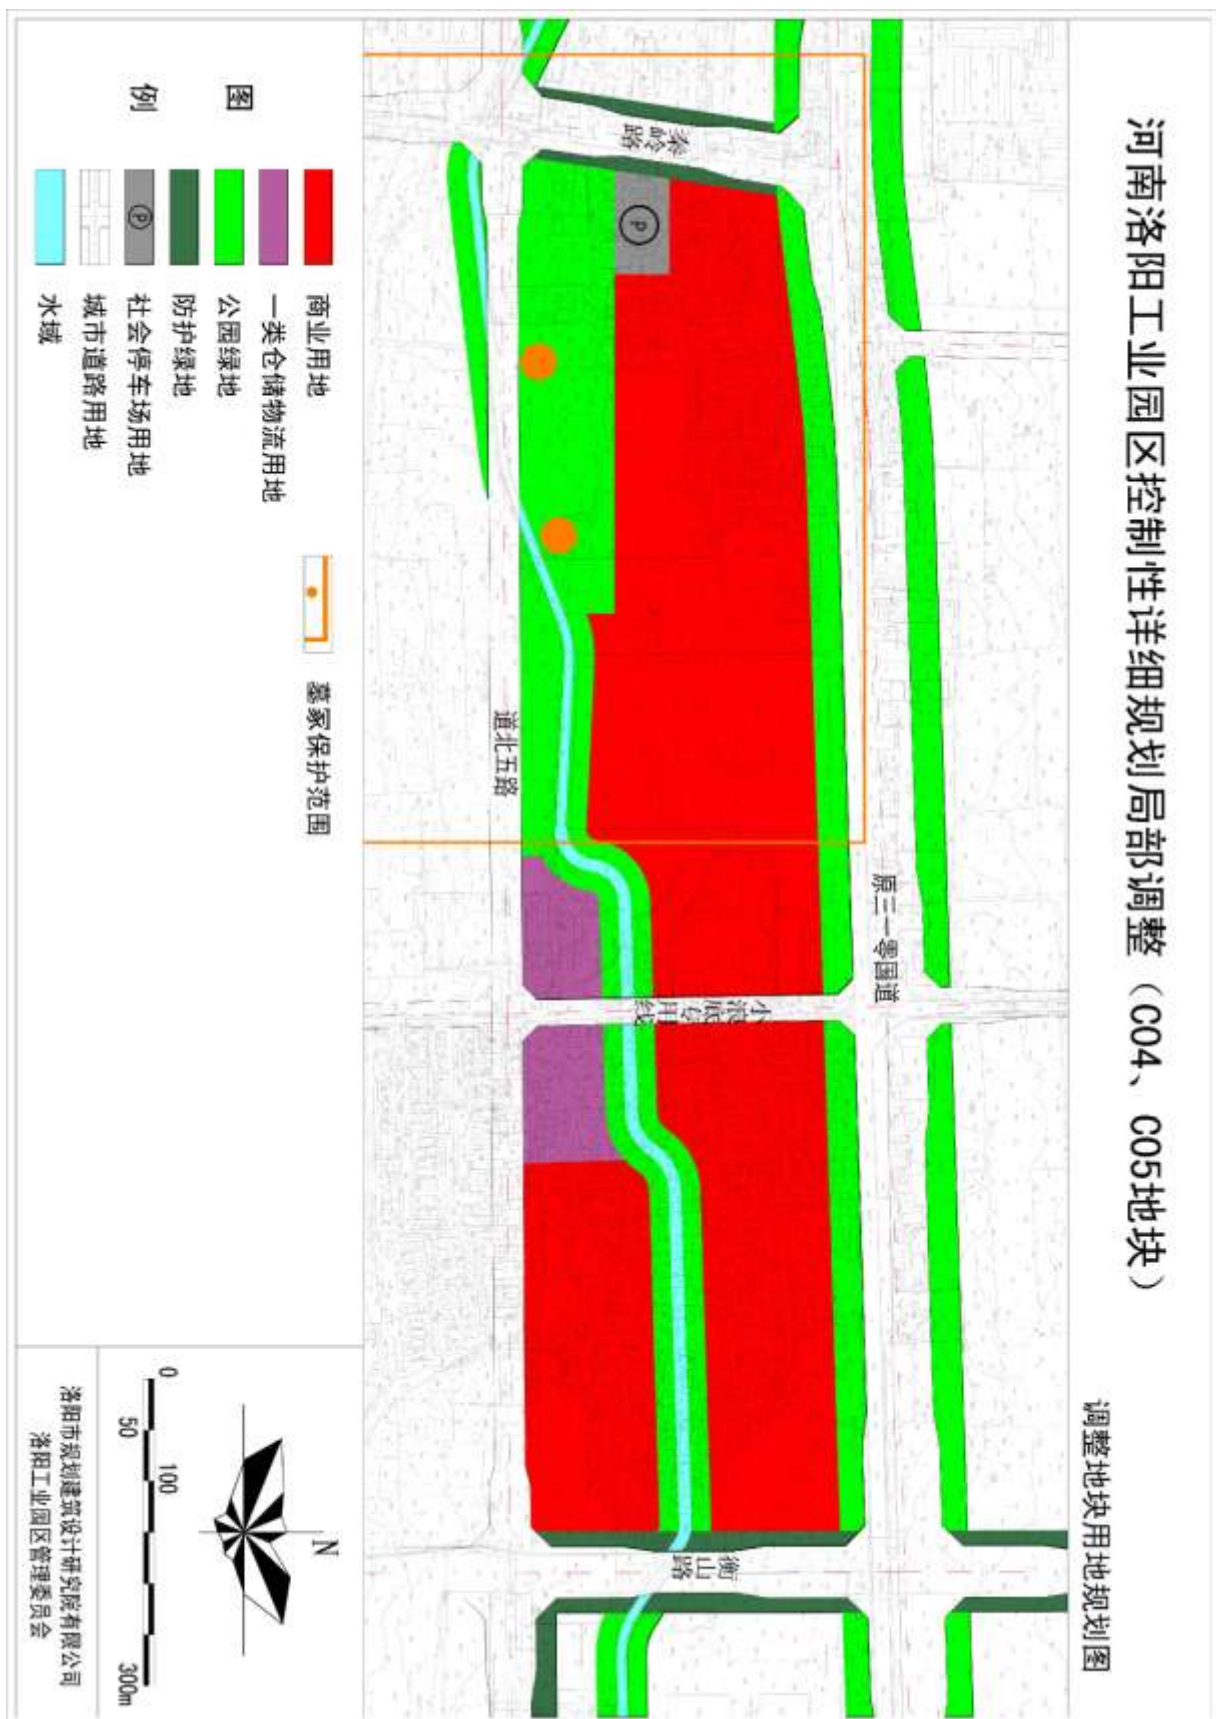 河南洛阳工业园区控制性详细规划局部调整（C04、C05地块）
调整地块用地规划图
秦岭路
P
原三一零国道
小浪底专用线
道北五路
衡山路
图例
商业用地
一类仓储物流用地
公园绿地
防护绿地
P
社会停车场用地
城市道路用地
水域
墓冢保护范围
N
0
50
100
300m
洛阳市规划建筑设计研究院有限公司
洛阳工业园区管理委员会